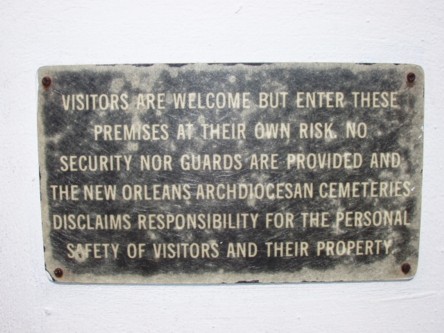 VISITORS ARE WELCOME BUT ENTER THESE
PREMISES AT THEIR OWN RISK. NO
SECURITY NOR GUARDS ARE PROVIDED AND
THE NEW ORLEANS ARCHDIOCESAN CEMETERIES
DISCLAIMS RESPONSIBILITY FOR THE PERSONAL
SAFETY OF VISITORS AND THEIR PROPERTY.